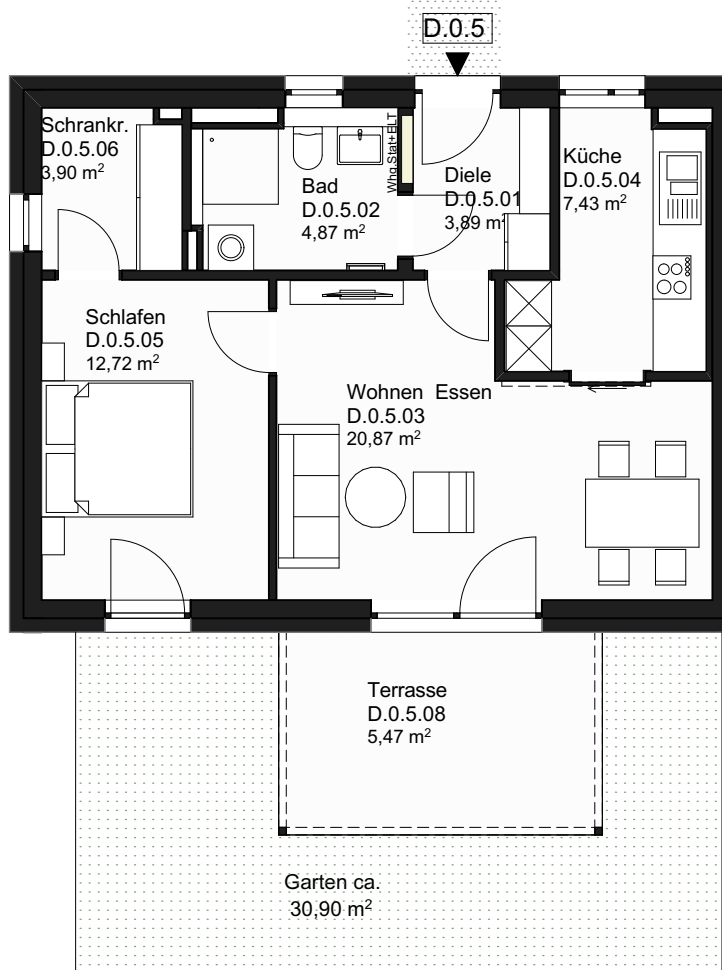 D.0.5
Schrankr.
D.0.5.06
3,90 m²
Bad
D.0.5.02
4,87 m²
Whg.Stat+ELT
Diele
D.0.5.01
3,89 m²
Küche
D.0.5.04
7,43 m²
Schlafen
D.0.5.05
12,72 m²
Wohnen Essen
D.0.5.03
20,87 m²
Terrasse
D.0.5.08
5,47 m²
Garten ca.
30,90 m²